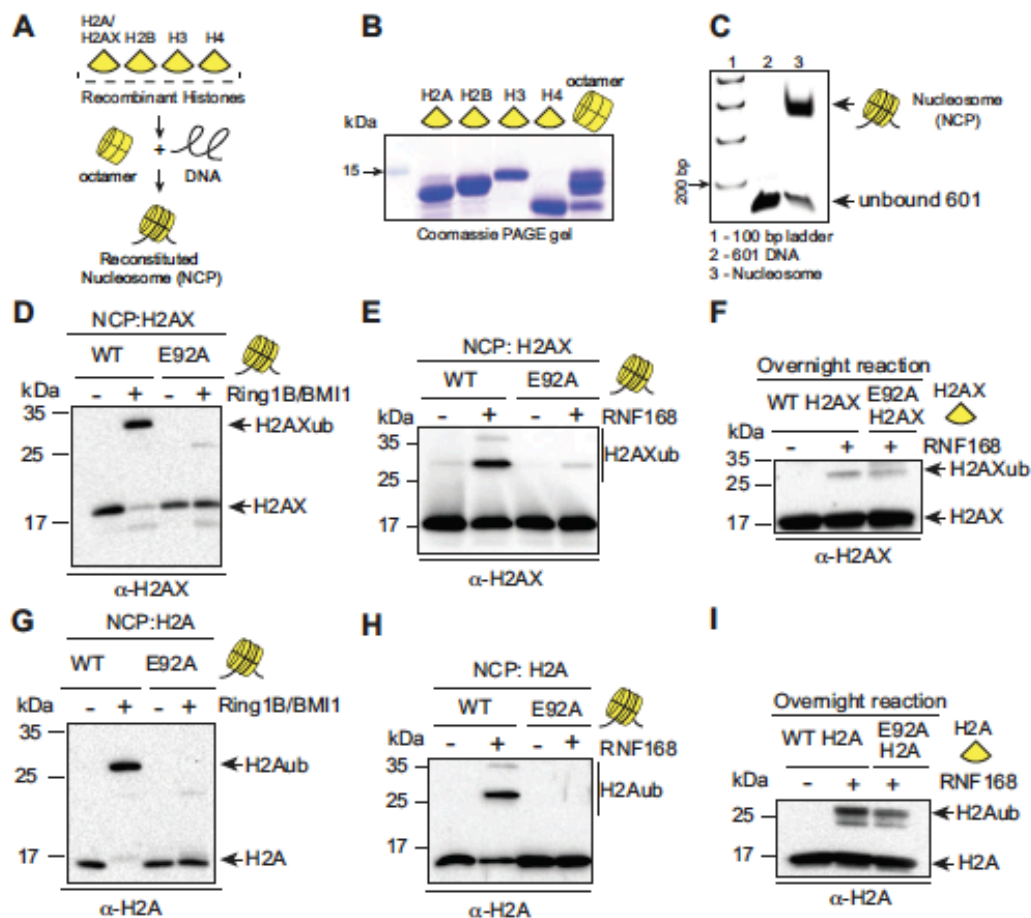 A
H2A/
H2AX H2B H3 H4
Recombinant Histones
+
octamer DNA
Reconstituted
Nucleosome (NCP)
B
H2A H2B H3 H4 octamer
kDa
15
Coomassie PAGE gel
C
1 2 3
Nucleosome
(NCP)
200 bp
unbound 601
1 - 100 bp ladder
2 - 601 DNA
3 - Nucleosome
D
NCP:H2AX
WT E92A
- + - + Ring1B/BMI1
kDa
35
H2AXub
25
H2AX
17
α-H2AX
E
NCP: H2AX
WT E92A
- + - + RNF168
kDa
35
H2AXub
25
17
H2AX
α-H2AX
F
Overnight reaction
WT H2AX E92A
H2AX
H2AX
- + + RNF168
kDa
35
H2AXub
25
17
H2AX
α-H2AX
G
NCP:H2A
WT E92A
- + - + Ring1B/BMI1
kDa
35
H2Aub
25
17
H2A
α-H2A
H
NCP: H2A
WT E92A
- + - + RNF168
kDa
35
H2Aub
25
17
H2A
α-H2A
I
Overnight reaction
WT H2A E92A
H2A
H2A
- + + RNF168
kDa
25
H2Aub
17
H2A
α-H2A